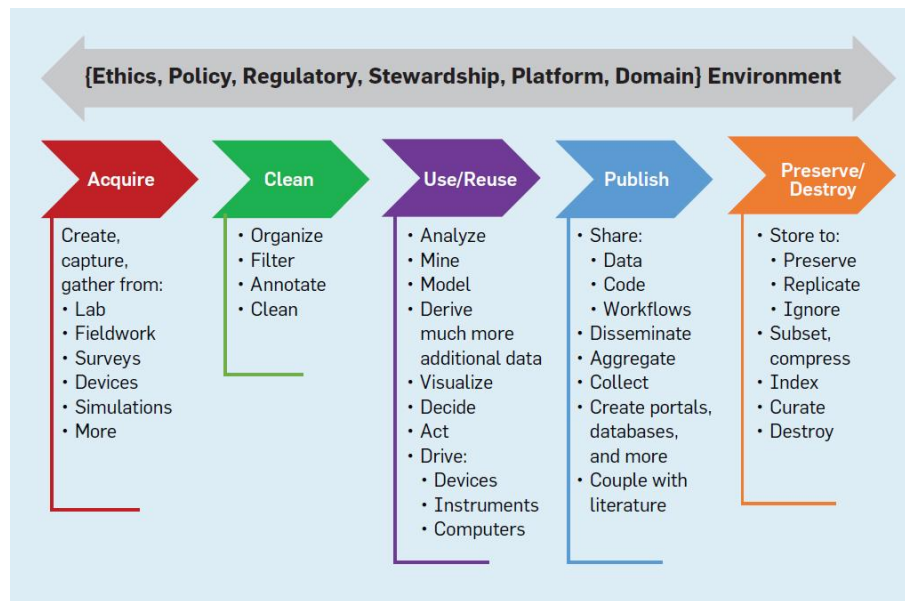 {Ethics, Policy, Regulatory, Stewardship, Platform, Domain} Environment
Acquire
Create,
capture,
gather from:
• Lab
• Fieldwork
• Surveys
• Devices
• Simulations
• More
Clean
• Organize
• Filter
• Annotate
• Clean
Use/Reuse
• Analyze
• Mine
• Model
• Derive
much more
additional data
• Visualize
• Decide
• Act
• Drive:
• Devices
• Instruments
• Computers
Publish
• Share:
• Data
• Code
• Workflows
• Disseminate
• Aggregate
• Collect
• Create portals,
databases,
and more
• Couple with
literature
Preserve/
Destroy
• Store to:
• Preserve
• Replicate
• Ignore
• Subset,
compress
• Index
• Curate
• Destroy